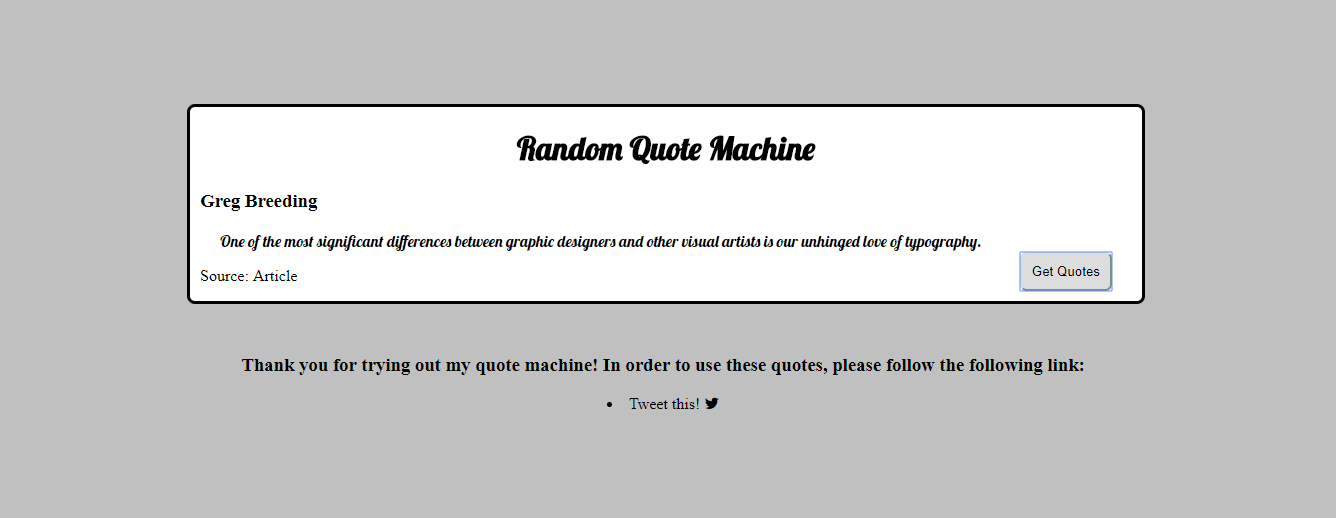 Random Quote Machine
Greg Breeding
One of the most significant differences between graphic designers and other visual artists is our unhinged love of typography.
Source: Article
Get Quotes
Thank you for trying out my quote machine! In order to use these quotes, please follow the following link:
Tweet this!